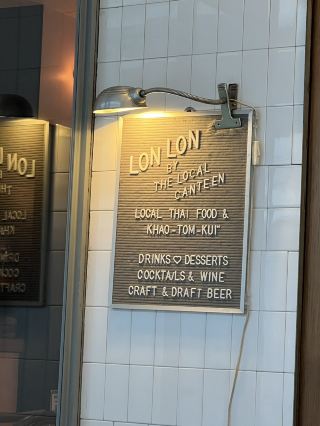 LON LON
BY
THE LOCAL
CANTEEN
LOCAL THAI FOOD &
"KHAO-TOM-KUI"
DRINKS ♡ DESSERTS
COCKTAILS & WINE
CRAFT & DRAFT BEER